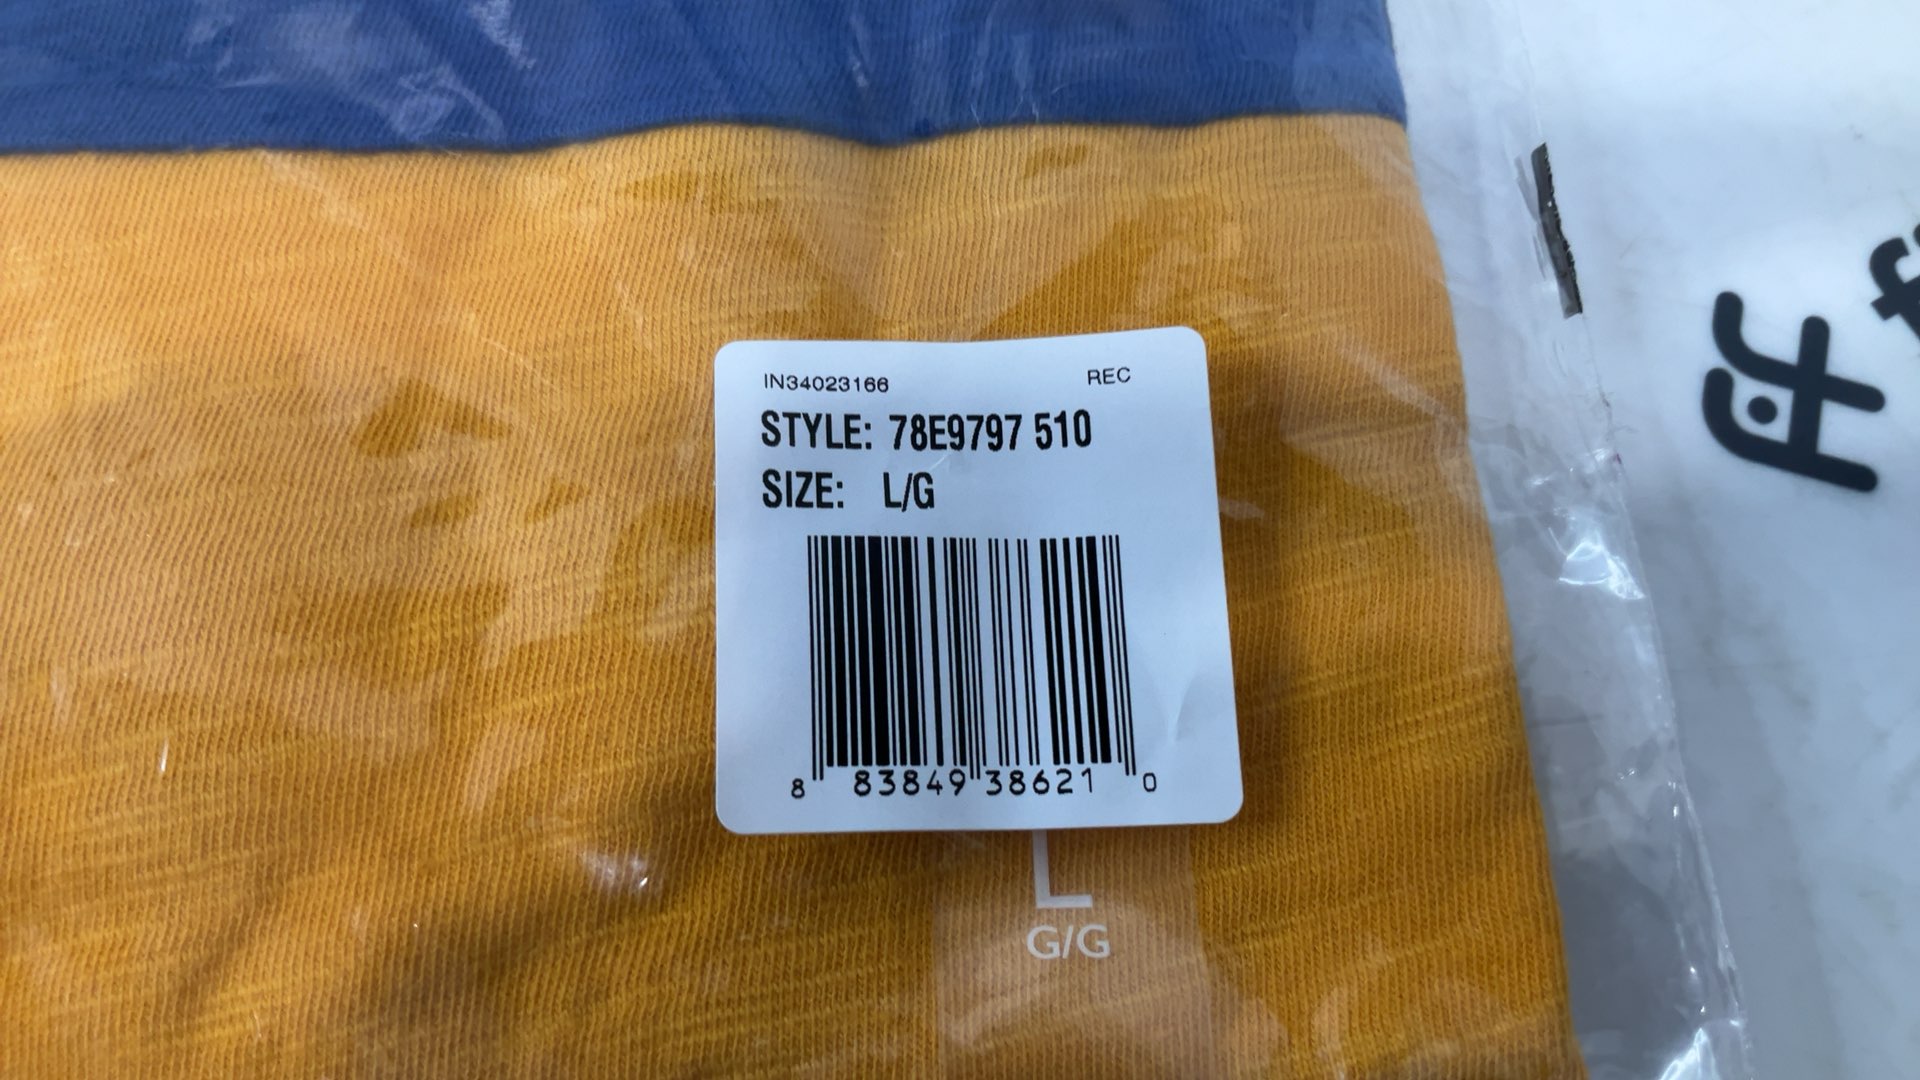 IN34023166 REC
STYLE: 78E9797 510
SIZE: L/G
8 83849 38621 0
L
G/G